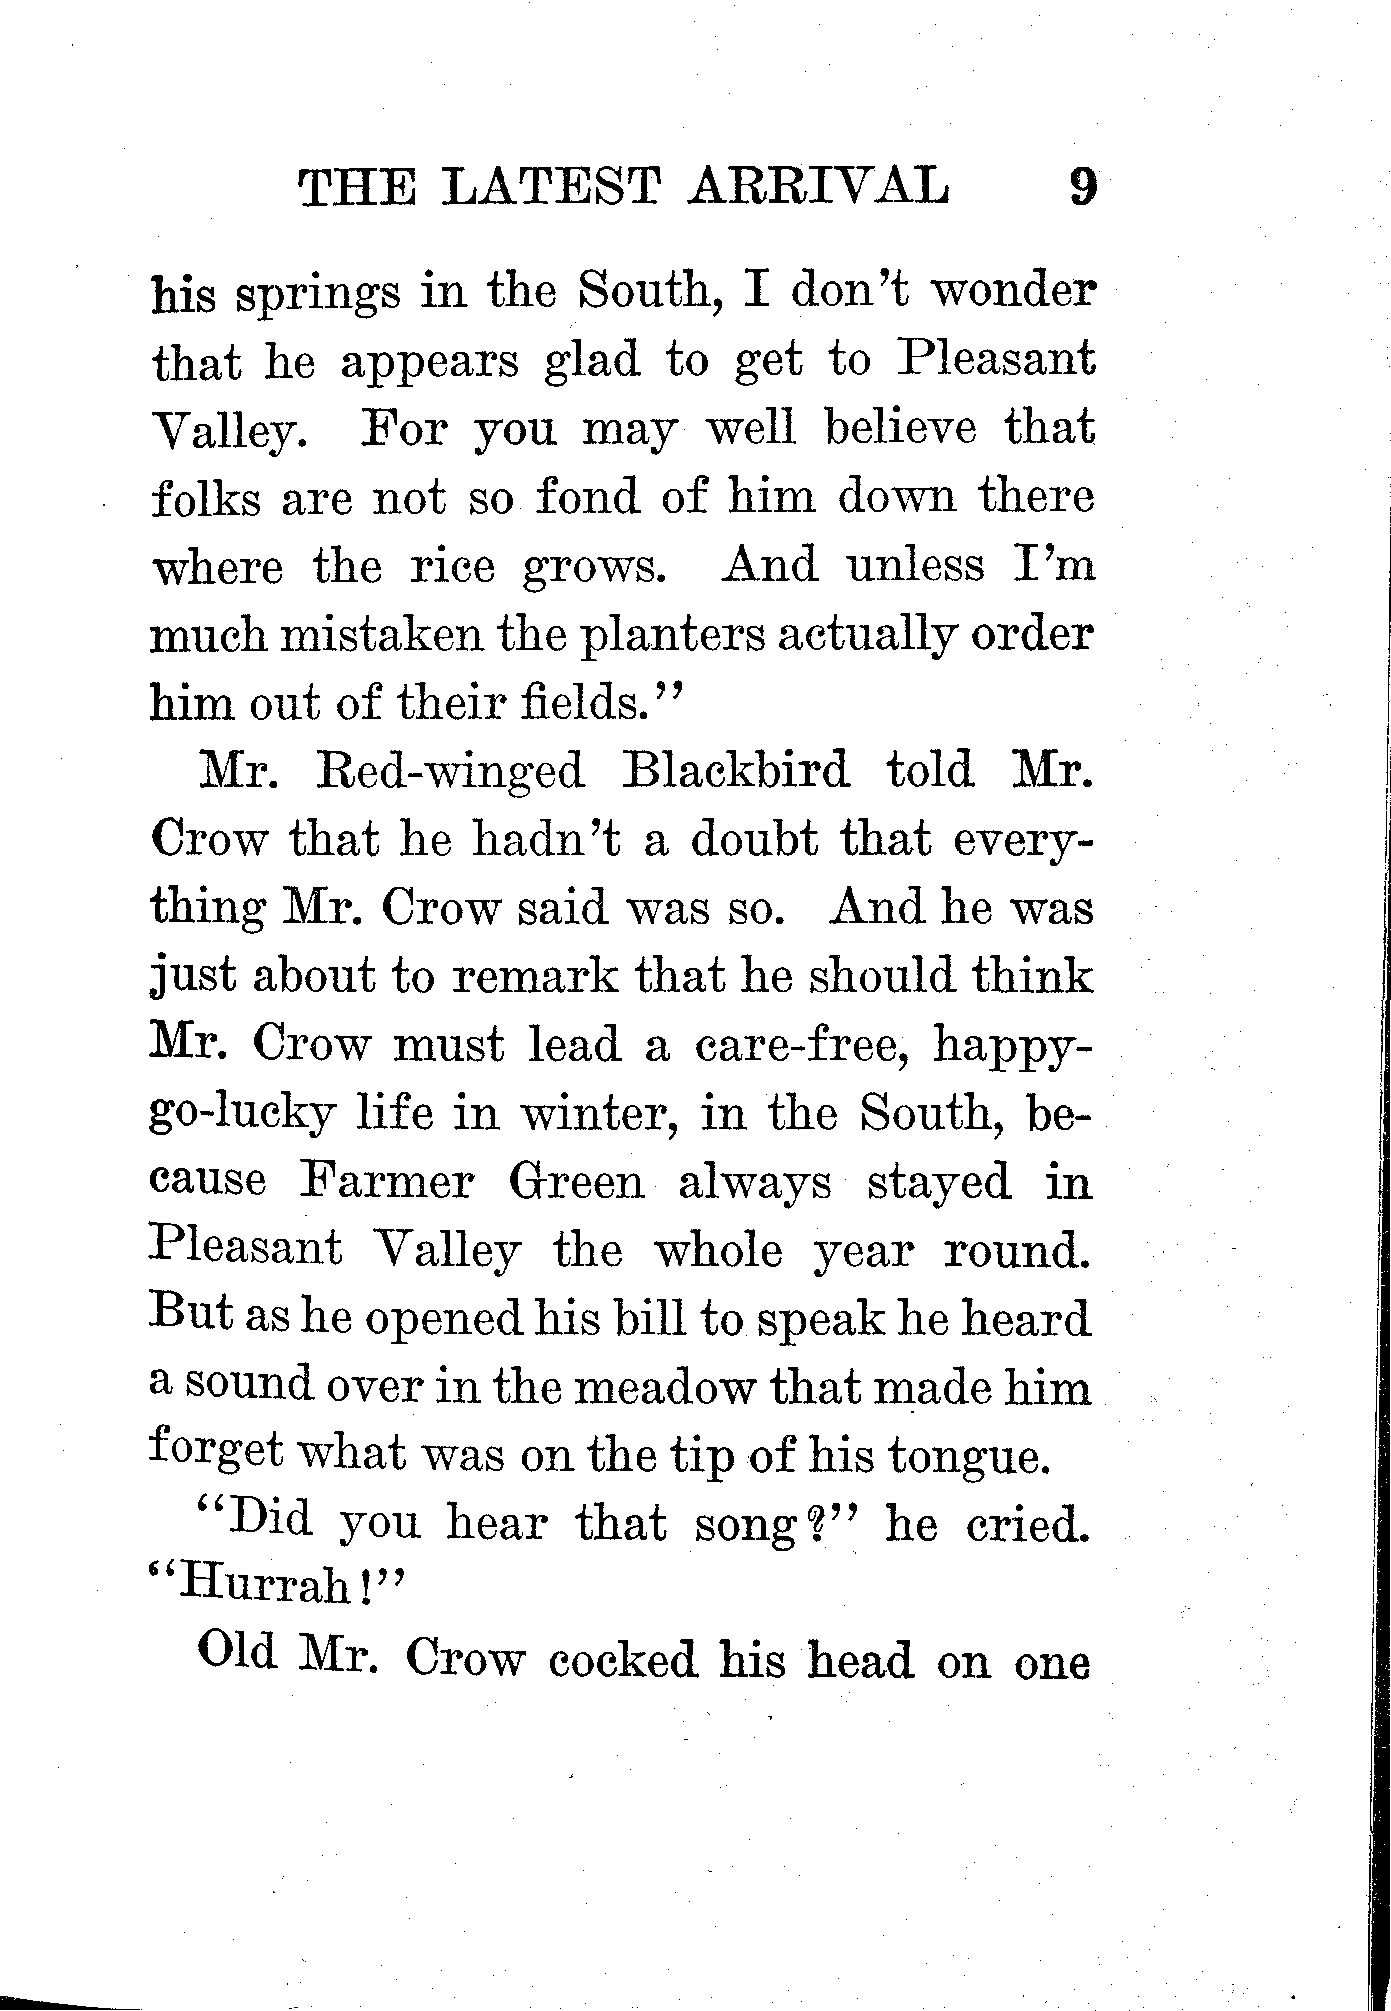 THE LATEST ARRIVAL 9
his springs in the South, I don't wonder
that he appears glad to get to Pleasant
Valley. For you may well believe that
folks are not so fond of him down there
where the rice grows. And unless I'm
much mistaken the planters actually order
him out of their fields."
Mr. Red-winged Blackbird told Mr.
Crow that he hadn't a doubt that every-
thing Mr. Crow said was so. And he was
just about to remark that he should think
Mr. Crow must lead a care-free, happy-
go-lucky life in winter, in the South, be-
cause Farmer Green always stayed in
Pleasant Valley the whole year round.
But as he opened his bill to speak he heard
a sound over in the meadow that made him
forget what was on the tip of his tongue.
"Did you hear that song?" he cried.
"Hurrah!"
Old Mr. Crow cocked his head on one